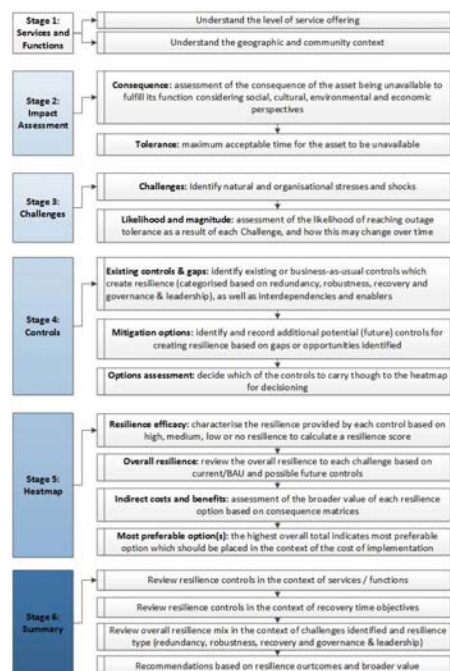 Stage 1:
Services and
Functions
Understand the level of service offering
Understand the geographic and community context
Stage 2:
Impact
Assessment
Consequence: assessment of the consequence of the asset being unavailable to
fulfill its function considering social, cultural, environmental and economic
perspectives
Tolerance: maximum acceptable time for the asset to be unavailable
Stage 3:
Challenges
Challenges: Identify natural and organisational stresses and shocks
Likelihood and magnitude: assessment of the likelihood of reaching outage
tolerance as a result of each Challenge, and how this may change over time
Stage 4:
Controls
Existing controls & gaps: identify existing or business-as-usual controls which
create resilience (categorised based on redundancy, robustness, recovery and
governance & leadership), as well as interdependencies and enablers
Mitigation options: identify and record additional potential (future) controls for
creating resilience based on gaps or opportunities identified
Options assessment: decide which of the controls to carry though to the heatmap
for decisioning
Stage 5:
Heatmap
Resilience efficacy: characterise the resilience provided by each control based on
high, medium, low or no resilience to calculate a resilience score
Overall resilience: review the overall resilience to each challenge based on
current/BAU and possible future controls
Indirect costs and benefits: assessment of the broader value of each resilience
option based on consequence matrices
Most preferable option(s): the highest overall total indicates most preferable
option which should be placed in the context of the cost of implementation
Stage 6:
Summary
Review resilience controls in the context of services / functions
Review resilience controls in the context of recovery time objectives
Review overall resilience mix in the context of challenges identified and resilience
type (redundancy, robustness, recovery and governance & leadership)
Recommendations based on resilience ourtcomes and broader value